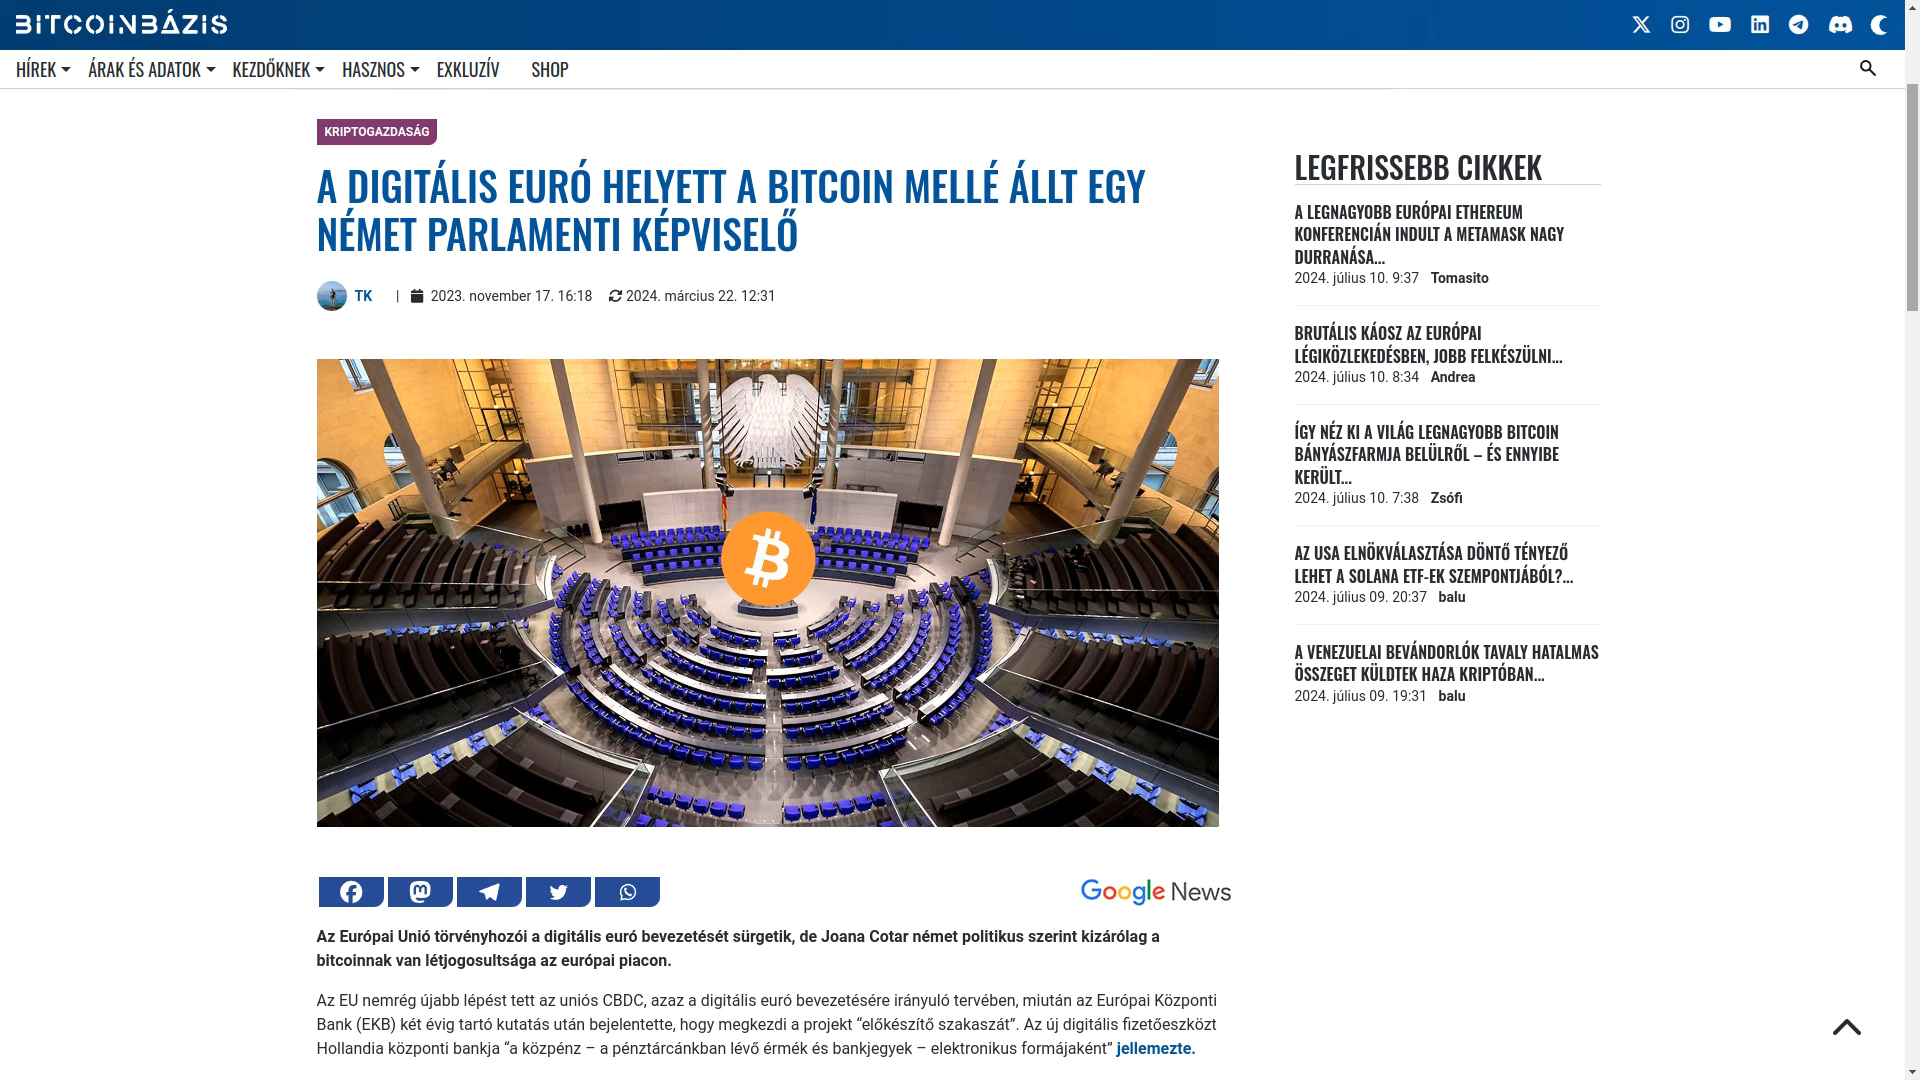 BITCOINBÁZIS
HÍREK ÁRAK ÉS ADATOK KEZDŐKNEK HASZNOS EXKLUZÍV SHOP
KRIPTOGAZDASÁG
A DIGITÁLIS EURÓ HELYETT A BITCOIN MELLÉ ÁLLT EGY
NÉMET PARLAMENTI KÉPVISELŐ
TK | 2023. november 17. 16:18 2024. március 22. 12:31
Google News
Az Európai Unió törvényhozói a digitális euró bevezetését sürgetik, de Joana Cotar német politikus szerint kizárólag a
bitcoinnak van létjogosultsága az európai piacon.
Az EU nemrég újabb lépést tett az uniós CBDC, azaz a digitális euró bevezetésére irányuló tervében, miután az Európai Központi
Bank (EKB) két évig tartó kutatás után bejelentette, hogy megkezdi a projekt “előkészítő szakaszát”. Az új digitális fizetőeszközt
Hollandia központi bankja “a közpénz – a pénztárcánkban lévő érmék és bankjegyek – elektronikus formájaként” jellemezte.
LEGFRISSEBB CIKKEK
A LEGNAGYOBB EURÓPAI ETHEREUM
KONFERENCIÁN INDULT A METAMASK NAGY
DURRANÁSA...
2024. július 10. 9:37 Tomasito
BRUTÁLIS KÁOSZ AZ EURÓPAI
LÉGIKÖZLEKEDÉSBEN, JOBB FELKÉSZÜLNI...
2024. július 10. 8:34 Andrea
ÍGY NÉZ KI A VILÁG LEGNAGYOBB BITCOIN
BÁNYÁSZFARMJA BELÜLRŐL – ÉS ENNYIBE
KERÜLT...
2024. július 10. 7:38 Zsófi
AZ USA ELNÖKVÁLASZTÁSA DÖNTŐ TÉNYEZŐ
LEHET A SOLANA ETF-EK SZEMPONTJÁBÓL?...
2024. július 09. 20:37 balu
A VENEZUELAI BEVÁNDORLÓK TAVALY HATALMAS
ÖSSZEGET KÜLDTEK HAZA KRIPTÓBAN...
2024. július 09. 19:31 balu